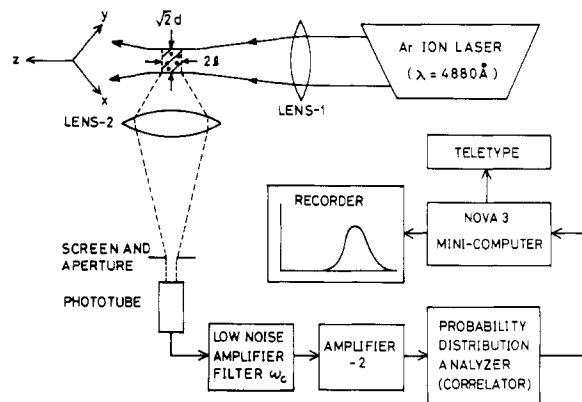 y
√2 d
z
2ℓ
x
LENS-1
Ar ION LASER
(λ = 4880Å)
LENS-2
TELETYPE
RECORDER
NOVA 3
MINI-COMPUTER
SCREEN AND
APERTURE
PHOTOTUBE
LOW NOISE
AMPLIFIER
FILTER ω_c
AMPLIFIER
-2
PROBABILITY
DISTRIBUTION
ANALYZER
(CORRELATOR)